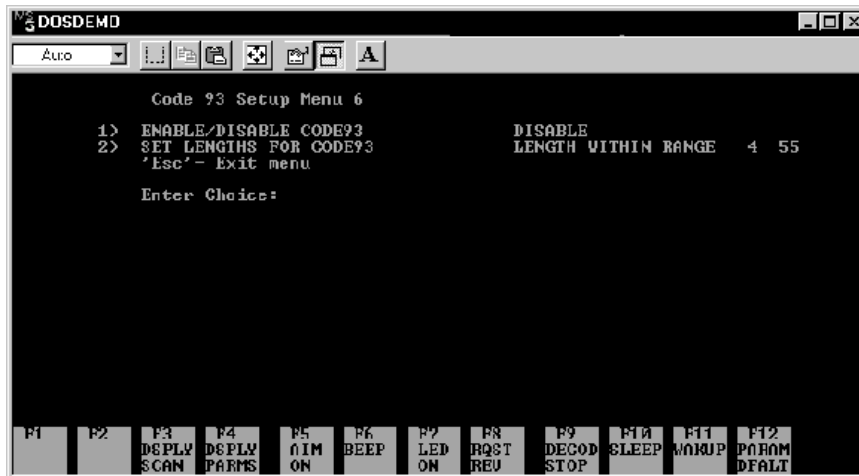 DOSDEMO
Auto
A
Code 93 Setup Menu 6
1> ENABLE/DISABLE CODE93 DISABLE
2> SET LENGTHS FOR CODE93 LENGTH WITHIN RANGE 4 55
'Esc'- Exit menu
Enter Choice:
F1 F2 F3 F4 F5 F6 F7 F8 F9 F10 F11 F12
DSPLY DSPLY AIM BEEP LED RQST DECOD SLEEP WAKUP PARAM
SCAN PARMS ON ON REV STOP DFALT